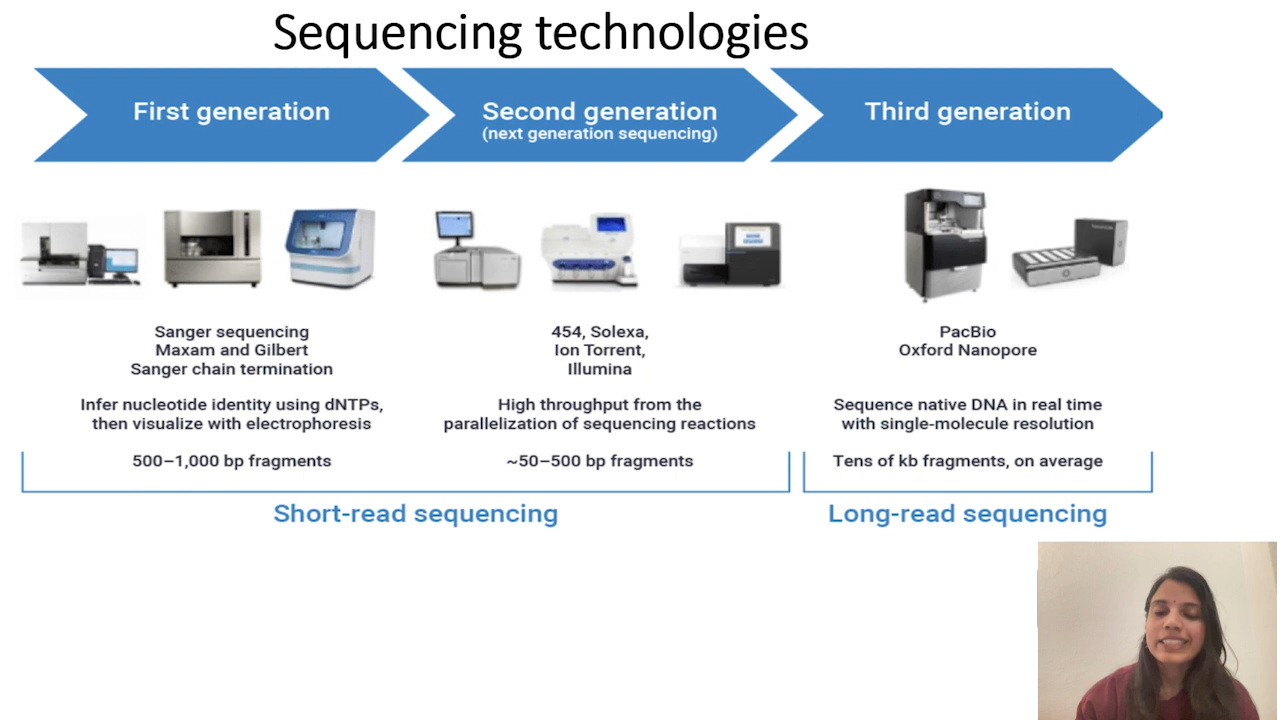 Sequencing technologies
First generation
Second generation
(next generation sequencing)
Third generation
Sanger sequencing
Maxam and Gilbert
Sanger chain termination
454, Solexa,
Ion Torrent,
Illumina
PacBio
Oxford Nanopore
Infer nucleotide identity using dNTPs,
then visualize with electrophoresis
High throughput from the
parallelization of sequencing reactions
Sequence native DNA in real time
with single-molecule resolution
500–1,000 bp fragments
~50–500 bp fragments
Tens of kb fragments, on average
Short-read sequencing
Long-read sequencing